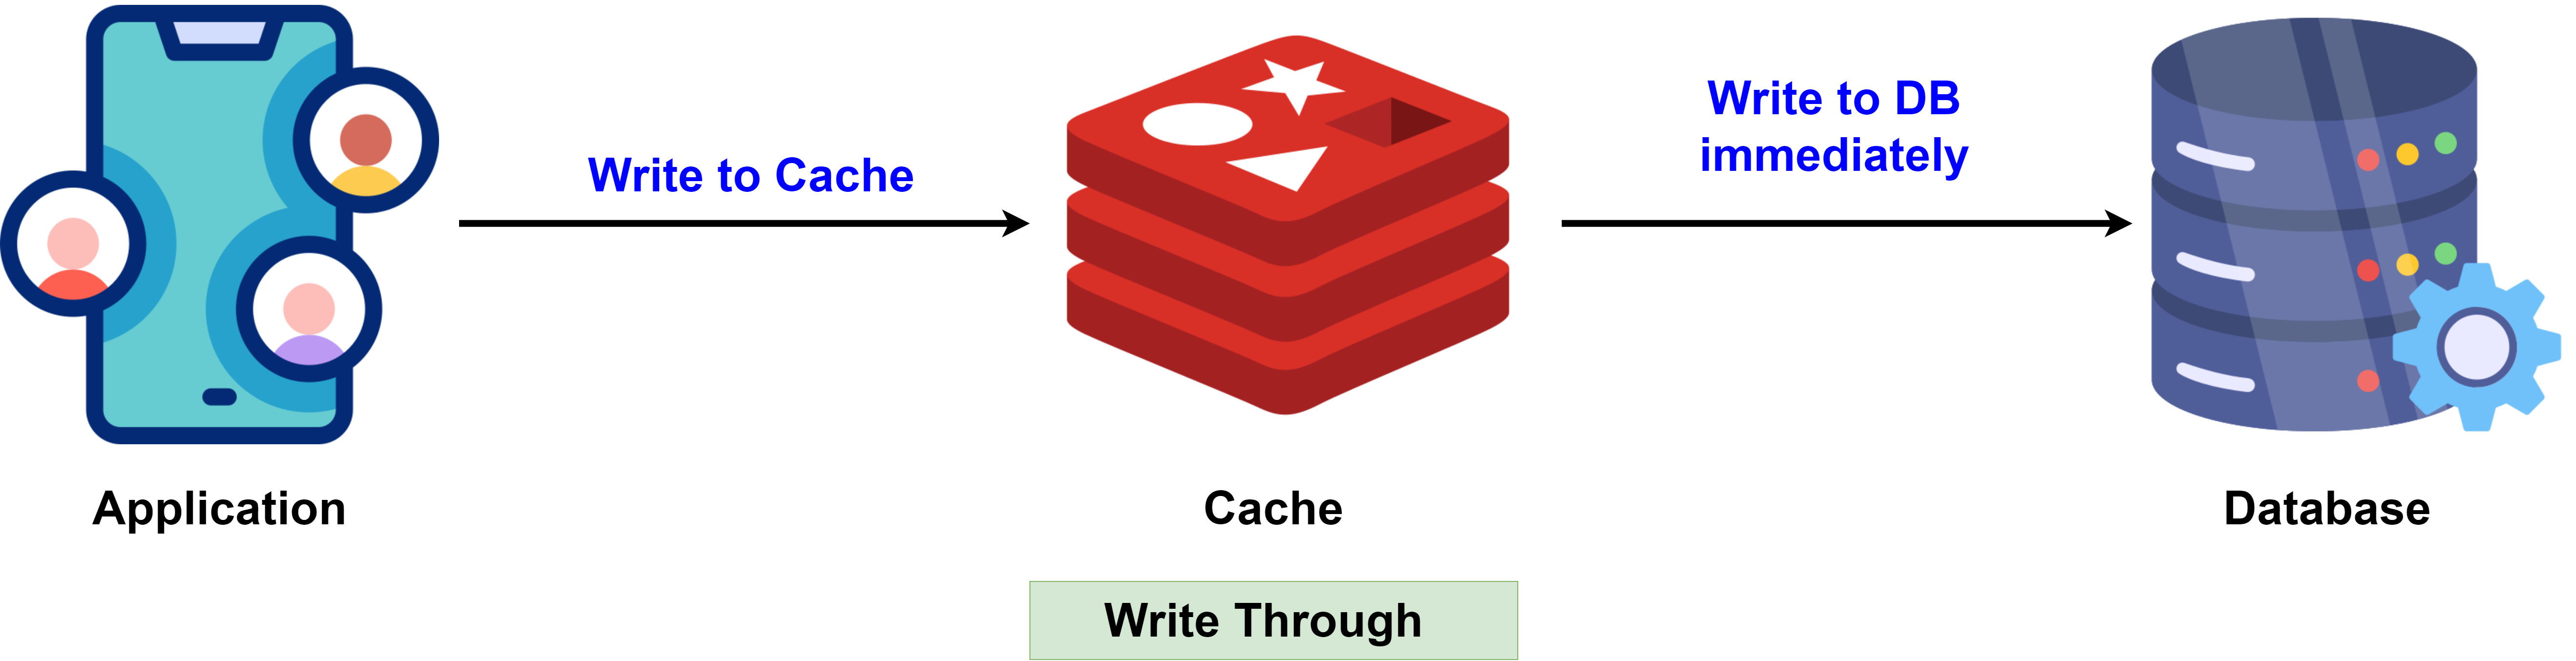 Write to Cache
Write to DB
immediately
Application
Cache
Database
Write Through